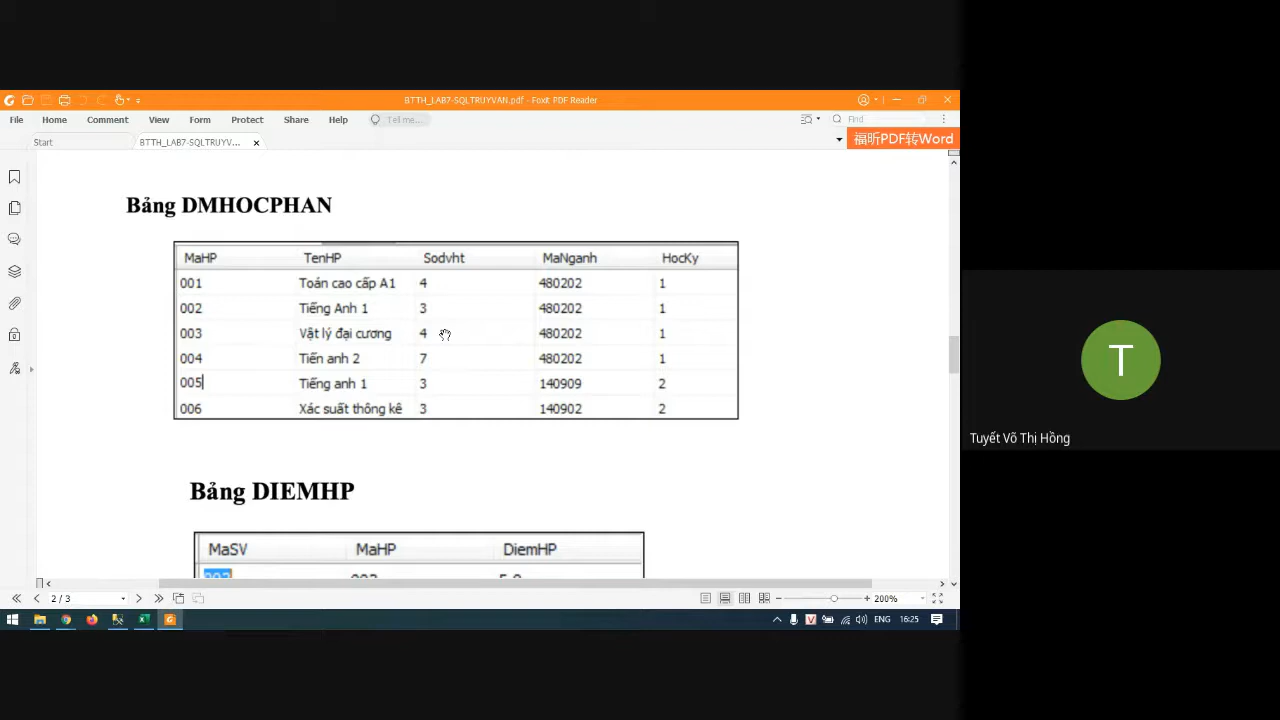 BTTH_LAB7-SQLTRUYVAN.pdf - Foxit PDF Reader
File Home Comment View Form Protect Share Help Tell me... Find
Start BTTH_LAB7-SQLTRUYV...
福昕PDF转Word
Bảng DMHOCPHAN
MaHP TenHP Sodvht MaNganh HocKy
001 Toán cao cấp A1 4 480202 1
002 Tiếng Anh 1 3 480202 1
003 Vật lý đại cương 4 480202 1
004 Tiến anh 2 7 480202 1
005 Tiếng anh 1 3 140909 2
006 Xác suất thông kê 3 140902 2
Bảng DIEMHP
MaSV MaHP DiemHP
T
Tuyết Võ Thị Hồng
2 / 3 200%
ENG 16:25